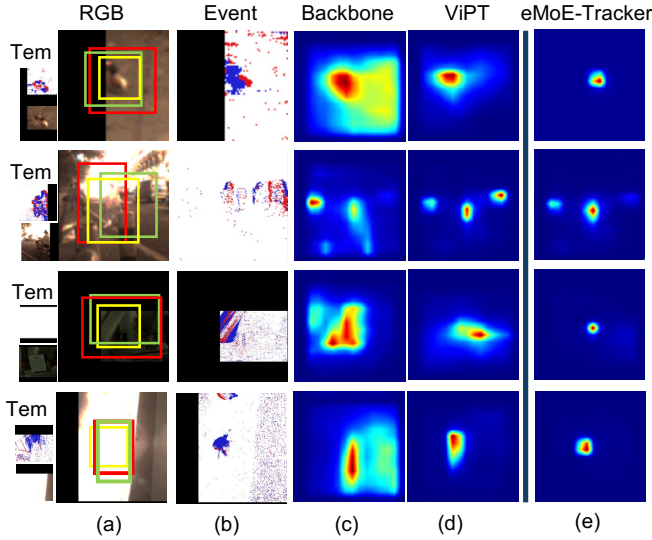 RGB Event Backbone ViPT eMoE-Tracker
Tem
Tem
Tem
Tem
(a) (b) (c) (d) (e)